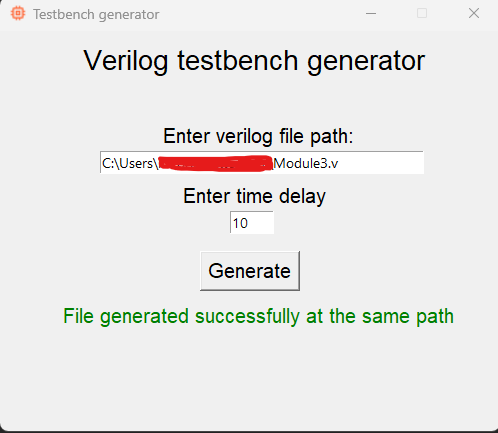 Testbench generator
Verilog testbench generator
Enter verilog file path:
C:\Users\ Module3.v
Enter time delay
10
Generate
File generated successfully at the same path